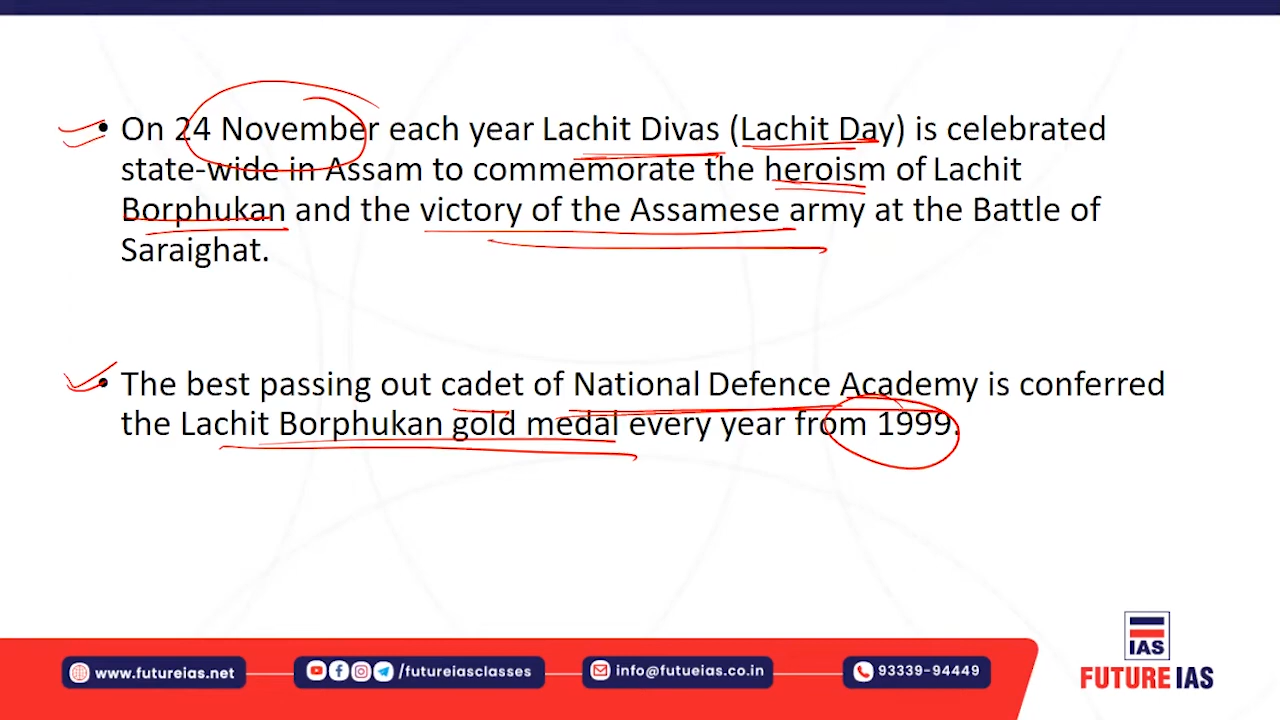 • On 24 November each year Lachit Divas (Lachit Day) is celebrated
state-wide in Assam to commemorate the heroism of Lachit
Borphukan and the victory of the Assamese army at the Battle of
Saraighat.
• The best passing out cadet of National Defence Academy is conferred
the Lachit Borphukan gold medal every year from 1999.
www.futureias.net
/futureiasclasses
info@futueias.co.in
93339-94449
IAS
FUTURE IAS